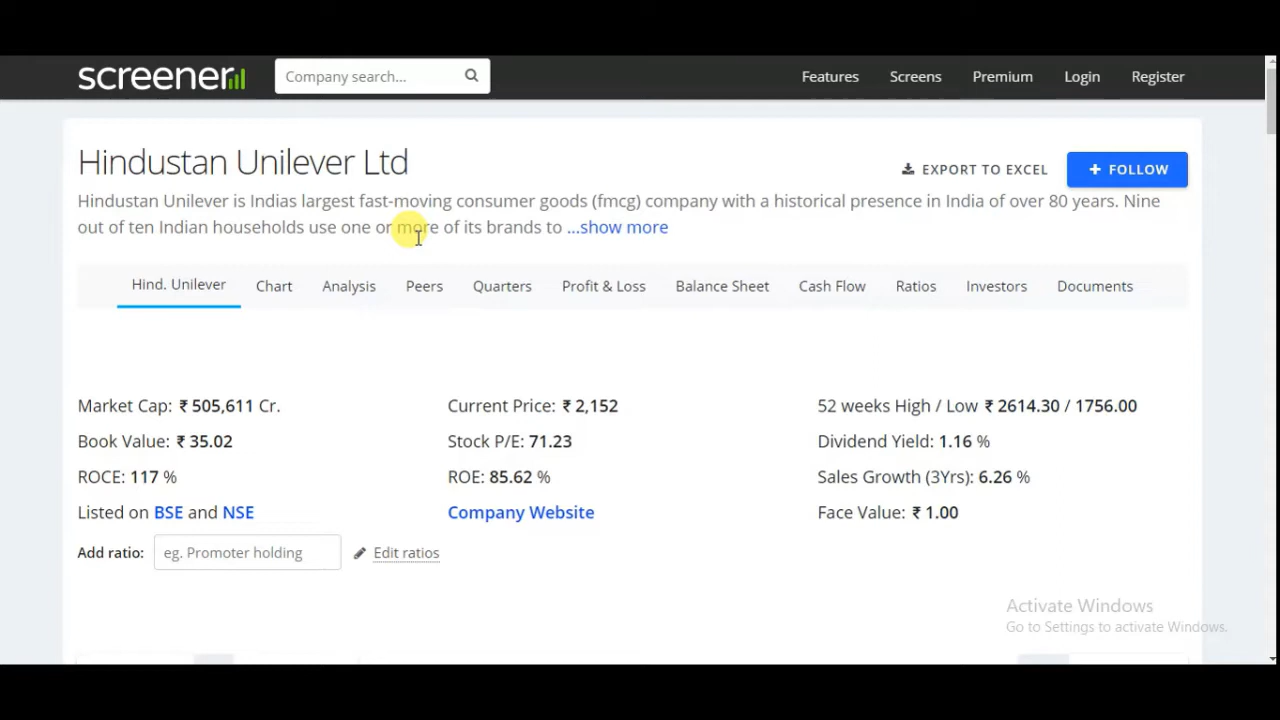 screener Company search... Features Screens Premium Login Register
Hindustan Unilever Ltd
EXPORT TO EXCEL + FOLLOW
Hindustan Unilever is Indias largest fast-moving consumer goods (fmcg) company with a historical presence in India of over 80 years. Nine
out of ten Indian households use one or more of its brands to ...show more
Hind. Unilever Chart Analysis Peers Quarters Profit & Loss Balance Sheet Cash Flow Ratios Investors Documents
Market Cap: ₹ 505,611 Cr. Current Price: ₹ 2,152 52 weeks High / Low ₹ 2614.30 / 1756.00
Book Value: ₹ 35.02 Stock P/E: 71.23 Dividend Yield: 1.16 %
ROCE: 117 % ROE: 85.62 % Sales Growth (3Yrs): 6.26 %
Listed on BSE and NSE Company Website Face Value: ₹ 1.00
Add ratio: eg. Promoter holding Edit ratios
Activate Windows
Go to Settings to activate Windows.